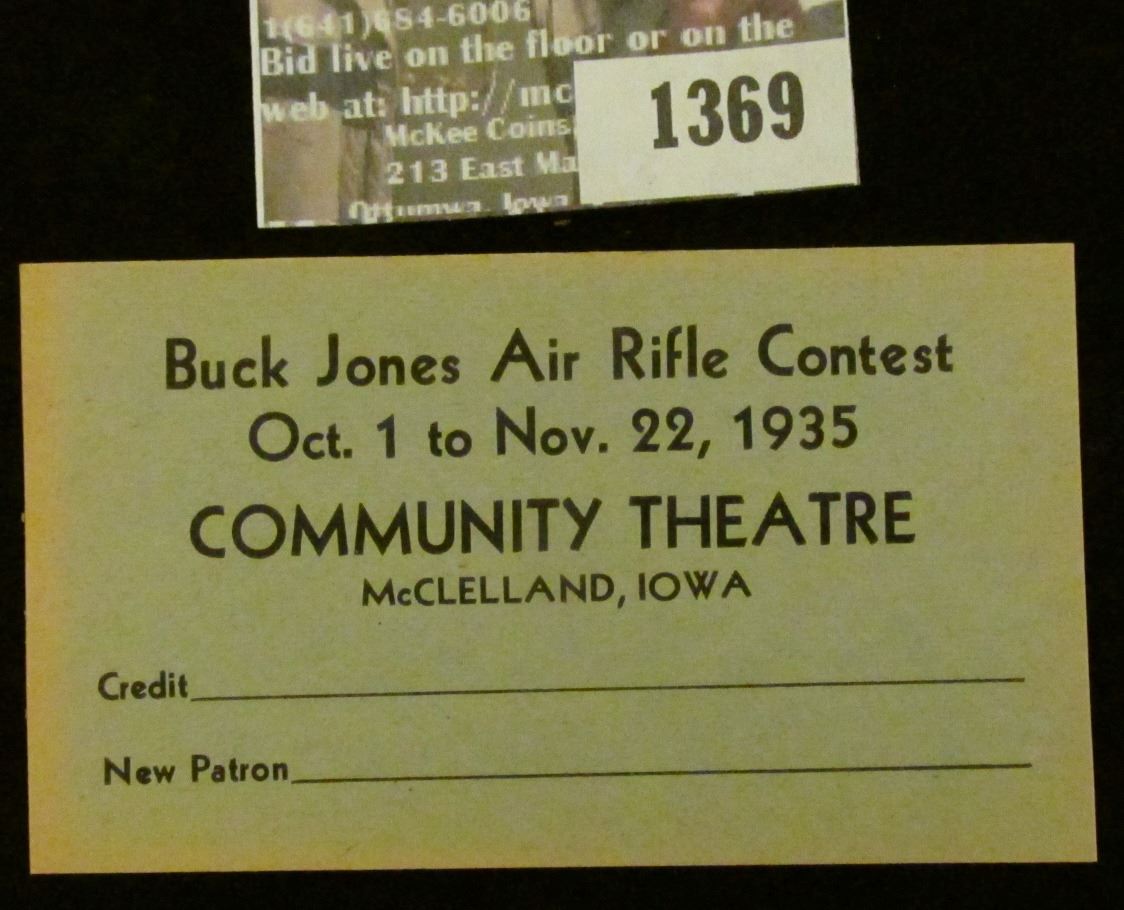 1(641)684-6006
Bid live on the floor or on the
web at: http://mc
1369
McKee Coins
213 East Ma
Ottumwa, Iowa
Buck Jones Air Rifle Contest
Oct. 1 to Nov. 22, 1935
COMMUNITY THEATRE
McCLELLAND, IOWA
Credit
New Patron